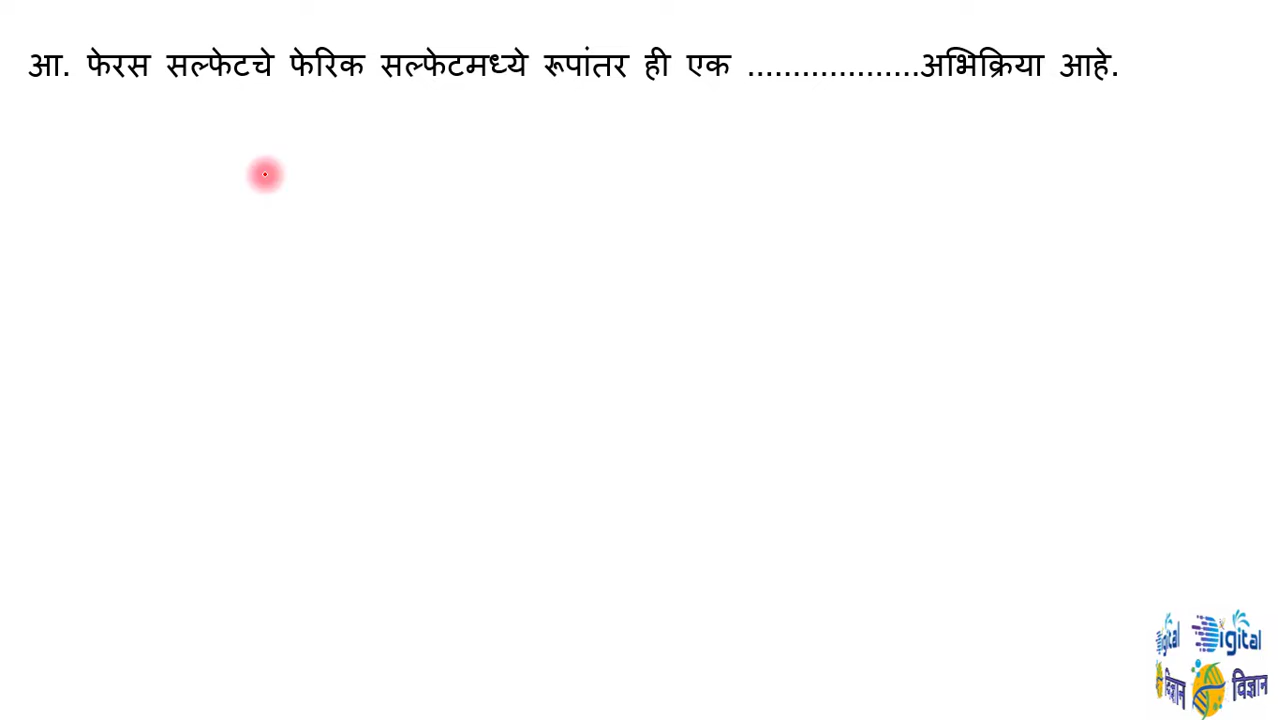 आ. फेरस सल्फेटचे फेरिक सल्फेटमध्ये रूपांतर ही एक ...................अभिक्रिया आहे.
Digital
विज्ञान